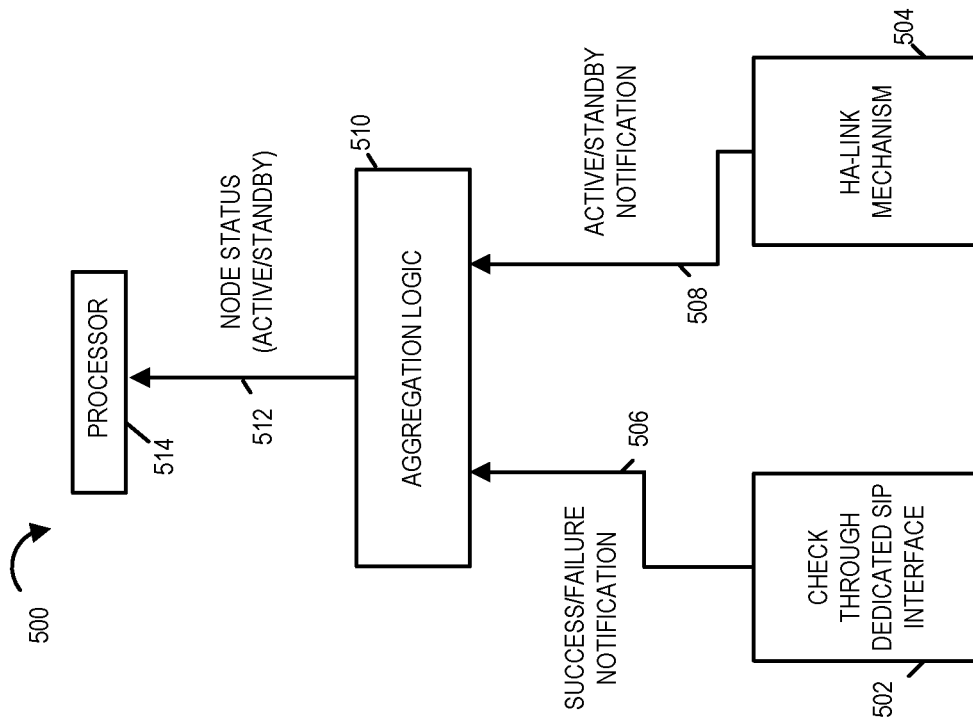 500
PROCESSOR
514
NODE STATUS
(ACTIVE/STANDBY)
512
AGGREGATION LOGIC
510
SUCCESS/FAILURE
NOTIFICATION
506
ACTIVE/STANDBY
NOTIFICATION
508
CHECK
THROUGH
DEDICATED SIP
INTERFACE
502
HA-LINK
MECHANISM
504